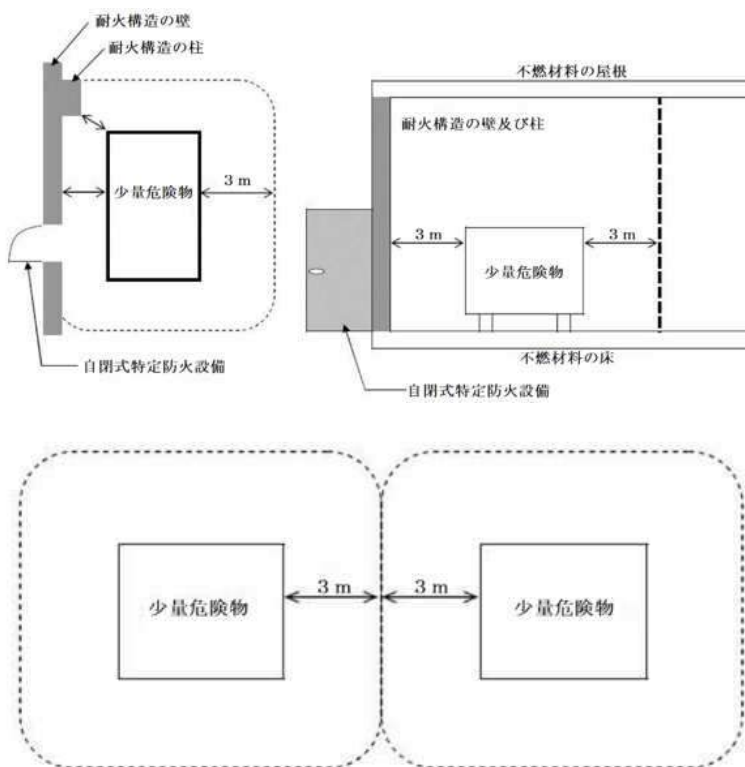 耐火構造の壁
耐火構造の柱
少量危険物
3 m
自閉式特定防火設備
不燃材料の屋根
耐火構造の壁及び柱
3 m
3 m
少量危険物
不燃材料の床
自閉式特定防火設備
3 m
3 m
少量危険物
少量危険物